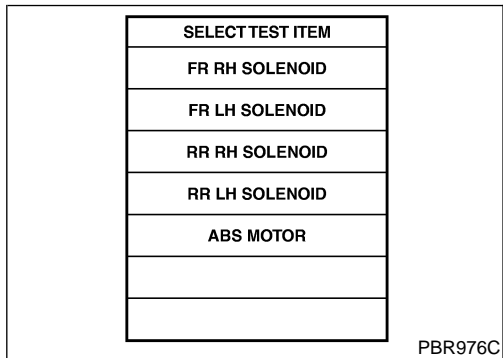 SELECT TEST ITEM
FR RH SOLENOID
FR LH SOLENOID
RR RH SOLENOID
RR LH SOLENOID
ABS MOTOR
PBR976C